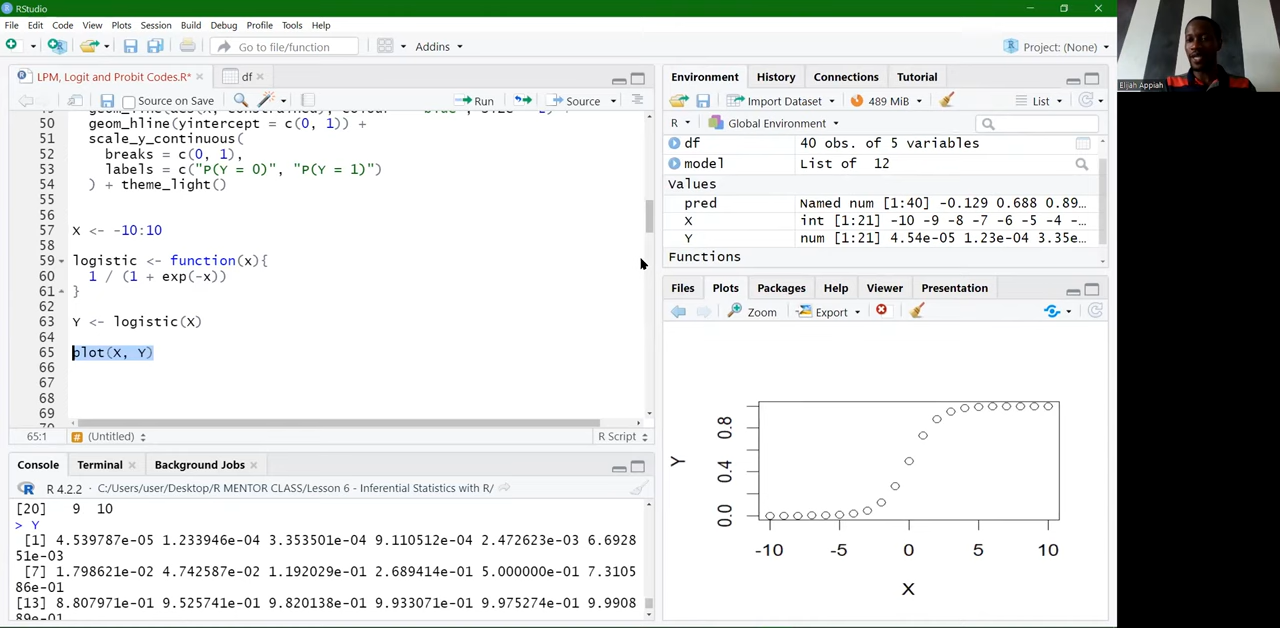 RStudio
File Edit Code View Plots Session Build Debug Profile Tools Help
Go to file/function Addins Project: (None)
LPM, Logit and Probit Codes.R* df
Source on Save Run Source
50 geom_hline(yintercept = c(0, 1)) +
51 scale_y_continuous(
52 breaks = c(0, 1),
53 labels = c("P(Y = 0)", "P(Y = 1)")
54 ) + theme_light()
55
56
57 X <- -10:10
58
59 logistic <- function(x){
60 1 / (1 + exp(-x))
61 }
62
63 Y <- logistic(X)
64
65 plot(X, Y)
66
67
68
69
65:1 (Untitled) R Script
Console Terminal Background Jobs
R 4.2.2 · C:/Users/user/Desktop/R MENTOR CLASS/Lesson 6 - Inferential Statistics with R/
[20] 9 10
> Y
[1] 4.539787e-05 1.233946e-04 3.353501e-04 9.110512e-04 2.472623e-03 6.6928
51e-03
[7] 1.798621e-02 4.742587e-02 1.192029e-01 2.689414e-01 5.000000e-01 7.3105
86e-01
[13] 8.807971e-01 9.525741e-01 9.820138e-01 9.933071e-01 9.975274e-01 9.9908
89e-01
Environment History Connections Tutorial
Import Dataset 489 MiB List
R Global Environment
df 40 obs. of 5 variables
model List of 12
Values
pred Named num [1:40] -0.129 0.688 0.89…
X int [1:21] -10 -9 -8 -7 -6 -5 -4 -…
Y num [1:21] 4.54e-05 1.23e-04 3.35e…
Functions
Files Plots Packages Help Viewer Presentation
Zoom Export
Y
0.8
0.4
0.0
-10 -5 0 5 10
X
Elijah Appiah